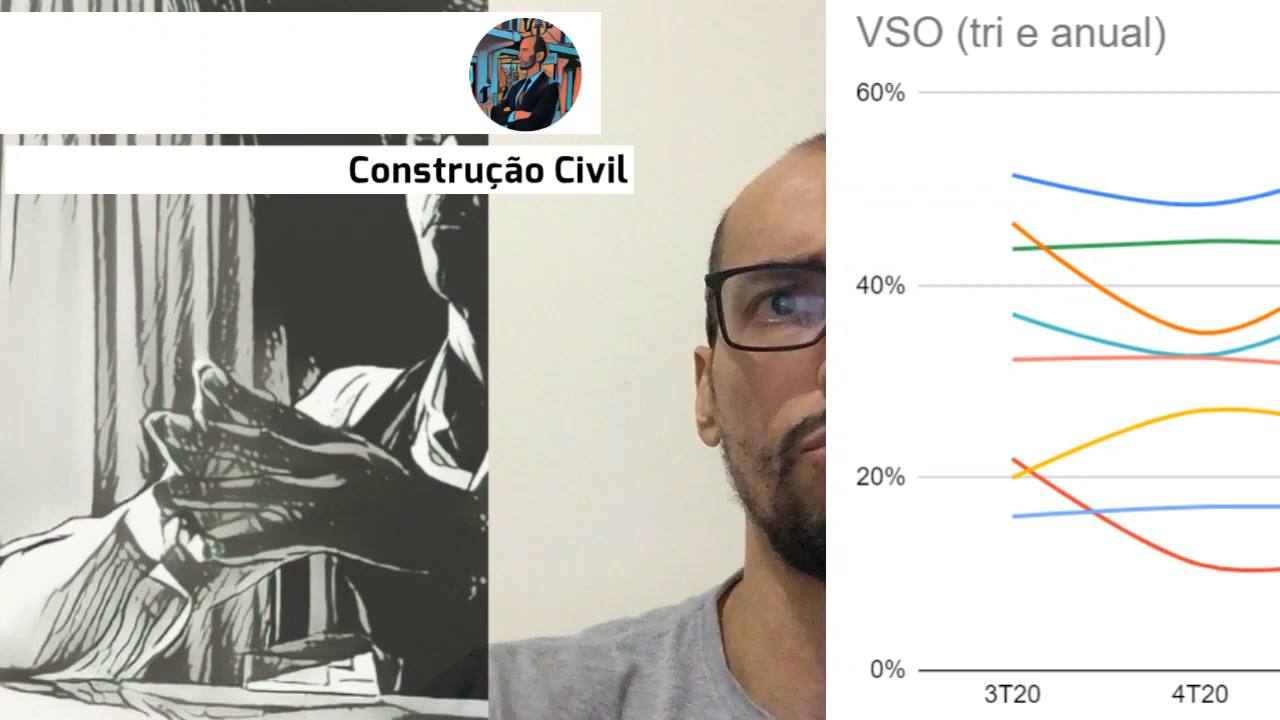 Construção Civil
VSO (tri e anual)
60%
40%
20%
0%
3T20
4T20